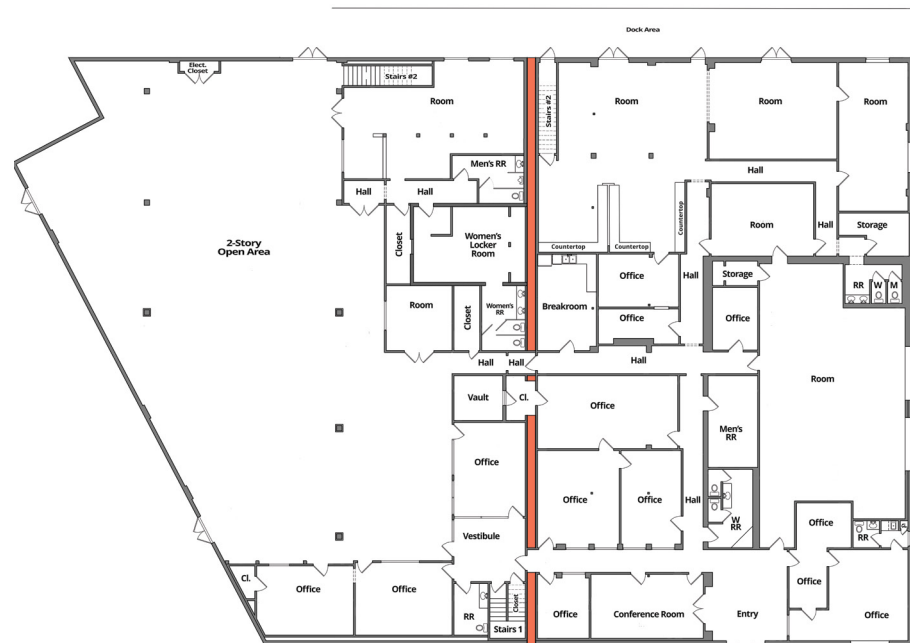 Dock Area
Elect.
Closet
Stairs #2
Room
Stairs #2
Room
Room
Room
Men's RR
Hall
Hall
Hall
2-Story
Open Area
Closet
Women's
Locker
Room
Countertop
Countertop
Countertop
Room
Hall
Storage
Room
Closet
Women's
RR
Breakroom
Office
Office
Hall
Storage
Office
RR
W
M
Hall
Hall
Hall
Vault
Cl.
Office
Room
Men's
RR
Office
Office
Office
Hall
W
RR
Vestibule
Office
RR
Cl.
Office
Office
RR
Closet
Stairs 1
Office
Conference Room
Entry
Office
Office